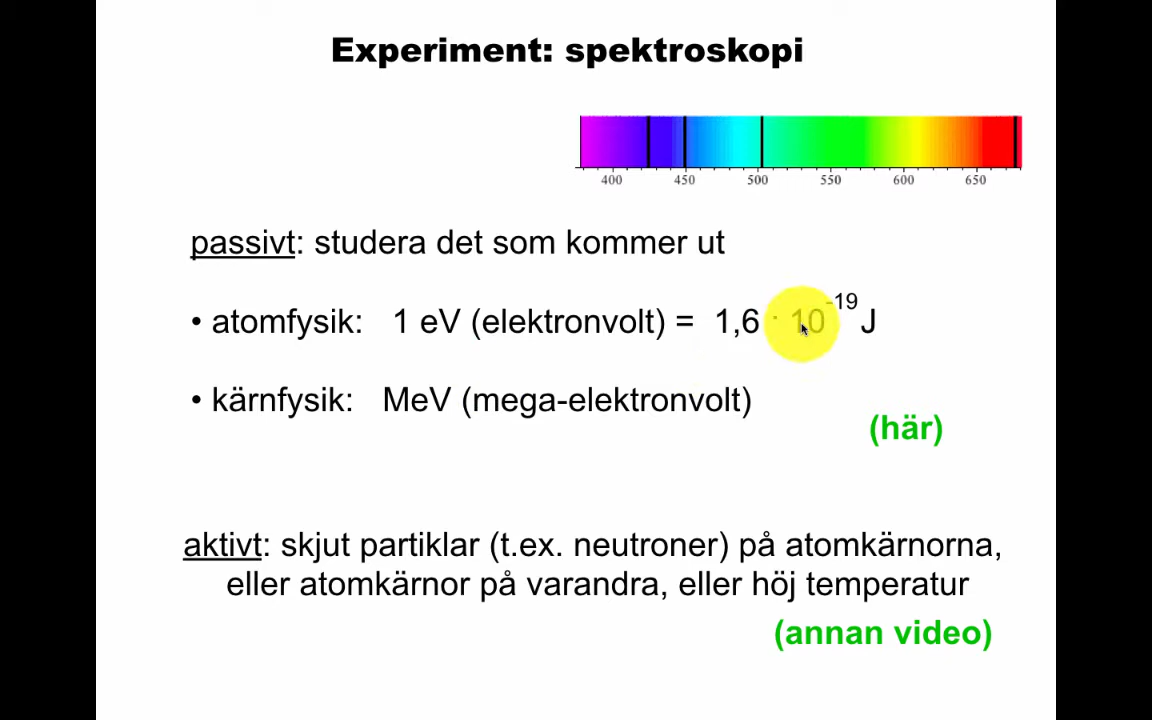 Experiment: spektroskopi
400 450 500 550 600 650
passivt: studera det som kommer ut
• atomfysik: 1 eV (elektronvolt) = 1,6 · 10⁻¹⁹ J
• kärnfysik: MeV (mega-elektronvolt)
(här)
aktivt: skjut partiklar (t.ex. neutroner) på atomkärnorna,
eller atomkärnor på varandra, eller höj temperatur
(annan video)